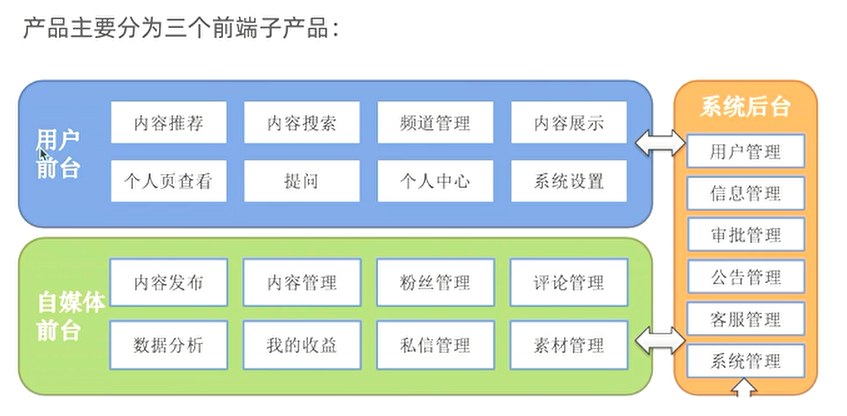 产品主要分为三个前端子产品：
用户
前台
内容推荐 内容搜索 频道管理 内容展示
个人页查看 提问 个人中心 系统设置
自媒体
前台
内容发布 内容管理 粉丝管理 评论管理
数据分析 我的收益 私信管理 素材管理
系统后台
用户管理
信息管理
审批管理
公告管理
客服管理
系统管理